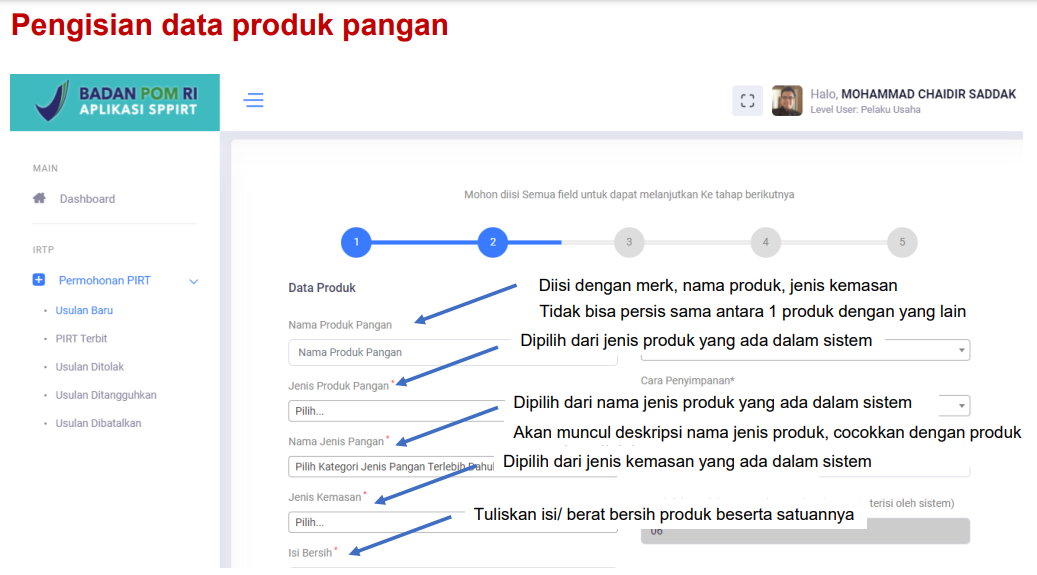 Pengisian data produk pangan
BADAN POM RI
APLIKASI SPPIRT
Halo, MOHAMMAD CHAIDIR SADDAK
Level User: Pelaku Usaha
MAIN
Dashboard
IRTP
Permohonan PIRT
Usulan Baru
PIRT Terbit
Usulan Ditolak
Usulan Ditangguhkan
Usulan Dibatalkan
Mohon diisi Semua field untuk dapat melanjutkan Ke tahap berikutnya
1 2 3 4 5
Data Produk
Diisi dengan merk, nama produk, jenis kemasan
Tidak bisa persis sama antara 1 produk dengan yang lain
Nama Produk Pangan
Nama Produk Pangan
Dipilih dari jenis produk yang ada dalam sistem
Jenis Produk Pangan *
Cara Penyimpanan*
Pilih...
Dipilih dari nama jenis produk yang ada dalam sistem
Akan muncul deskripsi nama jenis produk, cocokkan dengan produk
Nama Jenis Pangan *
Pilih Kategori Jenis Pangan Terlebih Dahul
Dipilih dari jenis kemasan yang ada dalam sistem
Jenis Kemasan *
terisi oleh sistem)
Pilih...
Tuliskan isi/ berat bersih produk beserta satuannya
06
Isi Bersih *